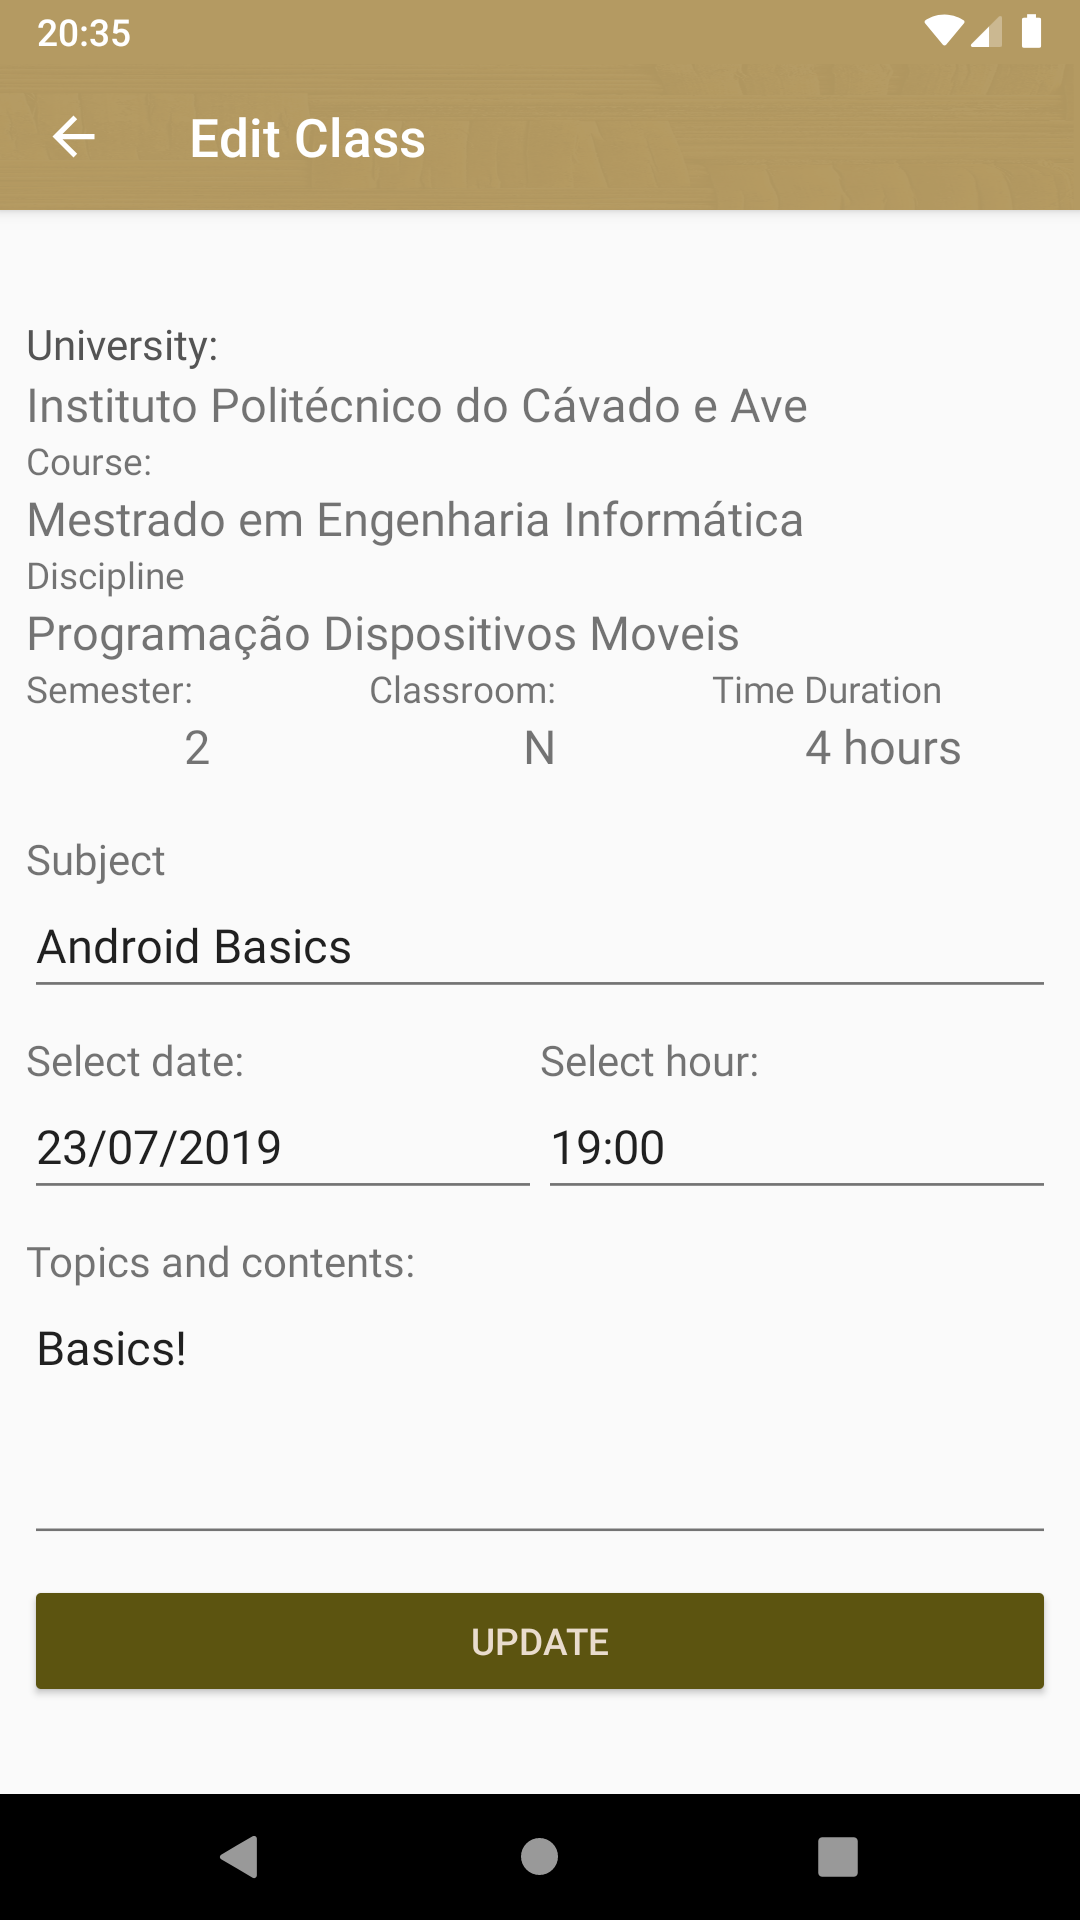 20:35
Edit Class
University:
Instituto Politécnico do Cávado e Ave
Course:
Mestrado em Engenharia Informática
Discipline
Programação Dispositivos Moveis
Semester: Classroom: Time Duration
2 N 4 hours
Subject
Android Basics
Select date: Select hour:
23/07/2019 19:00
Topics and contents:
Basics!
UPDATE